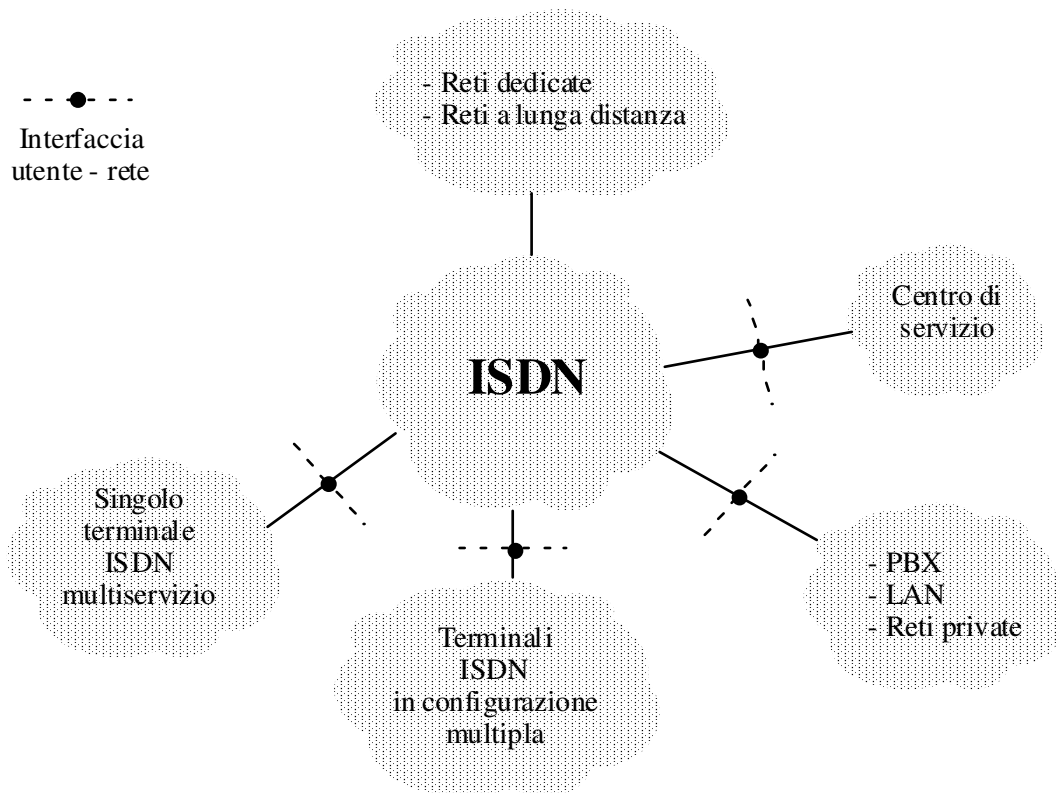 - Reti dedicate
- Reti a lunga distanza
Interfaccia
utente - rete
Centro di
servizio
ISDN
Singolo
terminale
ISDN
multiservizio
- PBX
- LAN
- Reti private
Terminali
ISDN
in configurazione
multipla